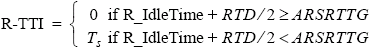 R-TTI = { 0 if R_IdleTime + RTD/2 ≥ ARSRTTG
T_s if R_IdleTime + RTD/2 < ARSRTTG